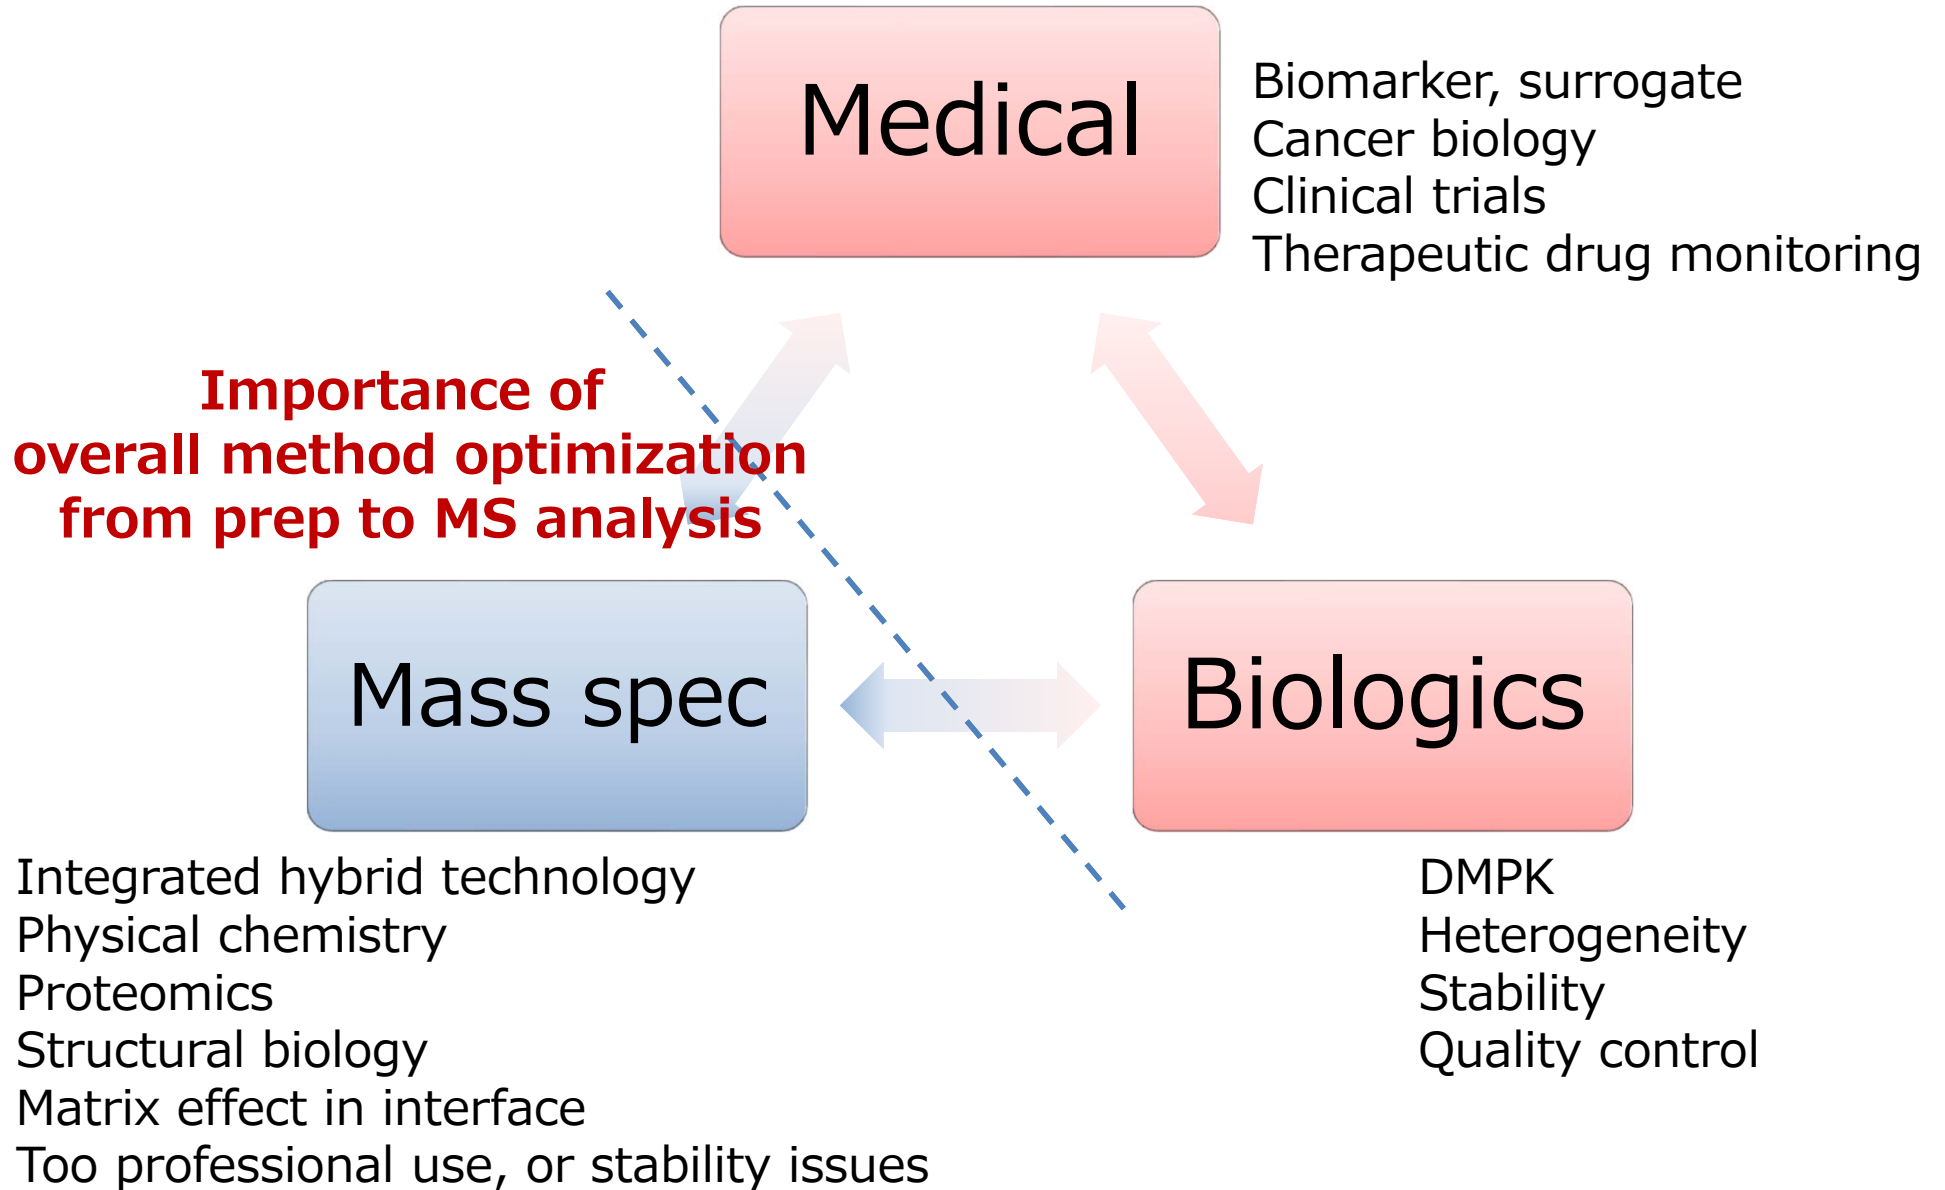 Medical
Biomarker, surrogate
Cancer biology
Clinical trials
Therapeutic drug monitoring
Importance of
overall method optimization
from prep to MS analysis
Mass spec
Biologics
Integrated hybrid technology
Physical chemistry
Proteomics
Structural biology
Matrix effect in interface
Too professional use, or stability issues
DMPK
Heterogeneity
Stability
Quality control